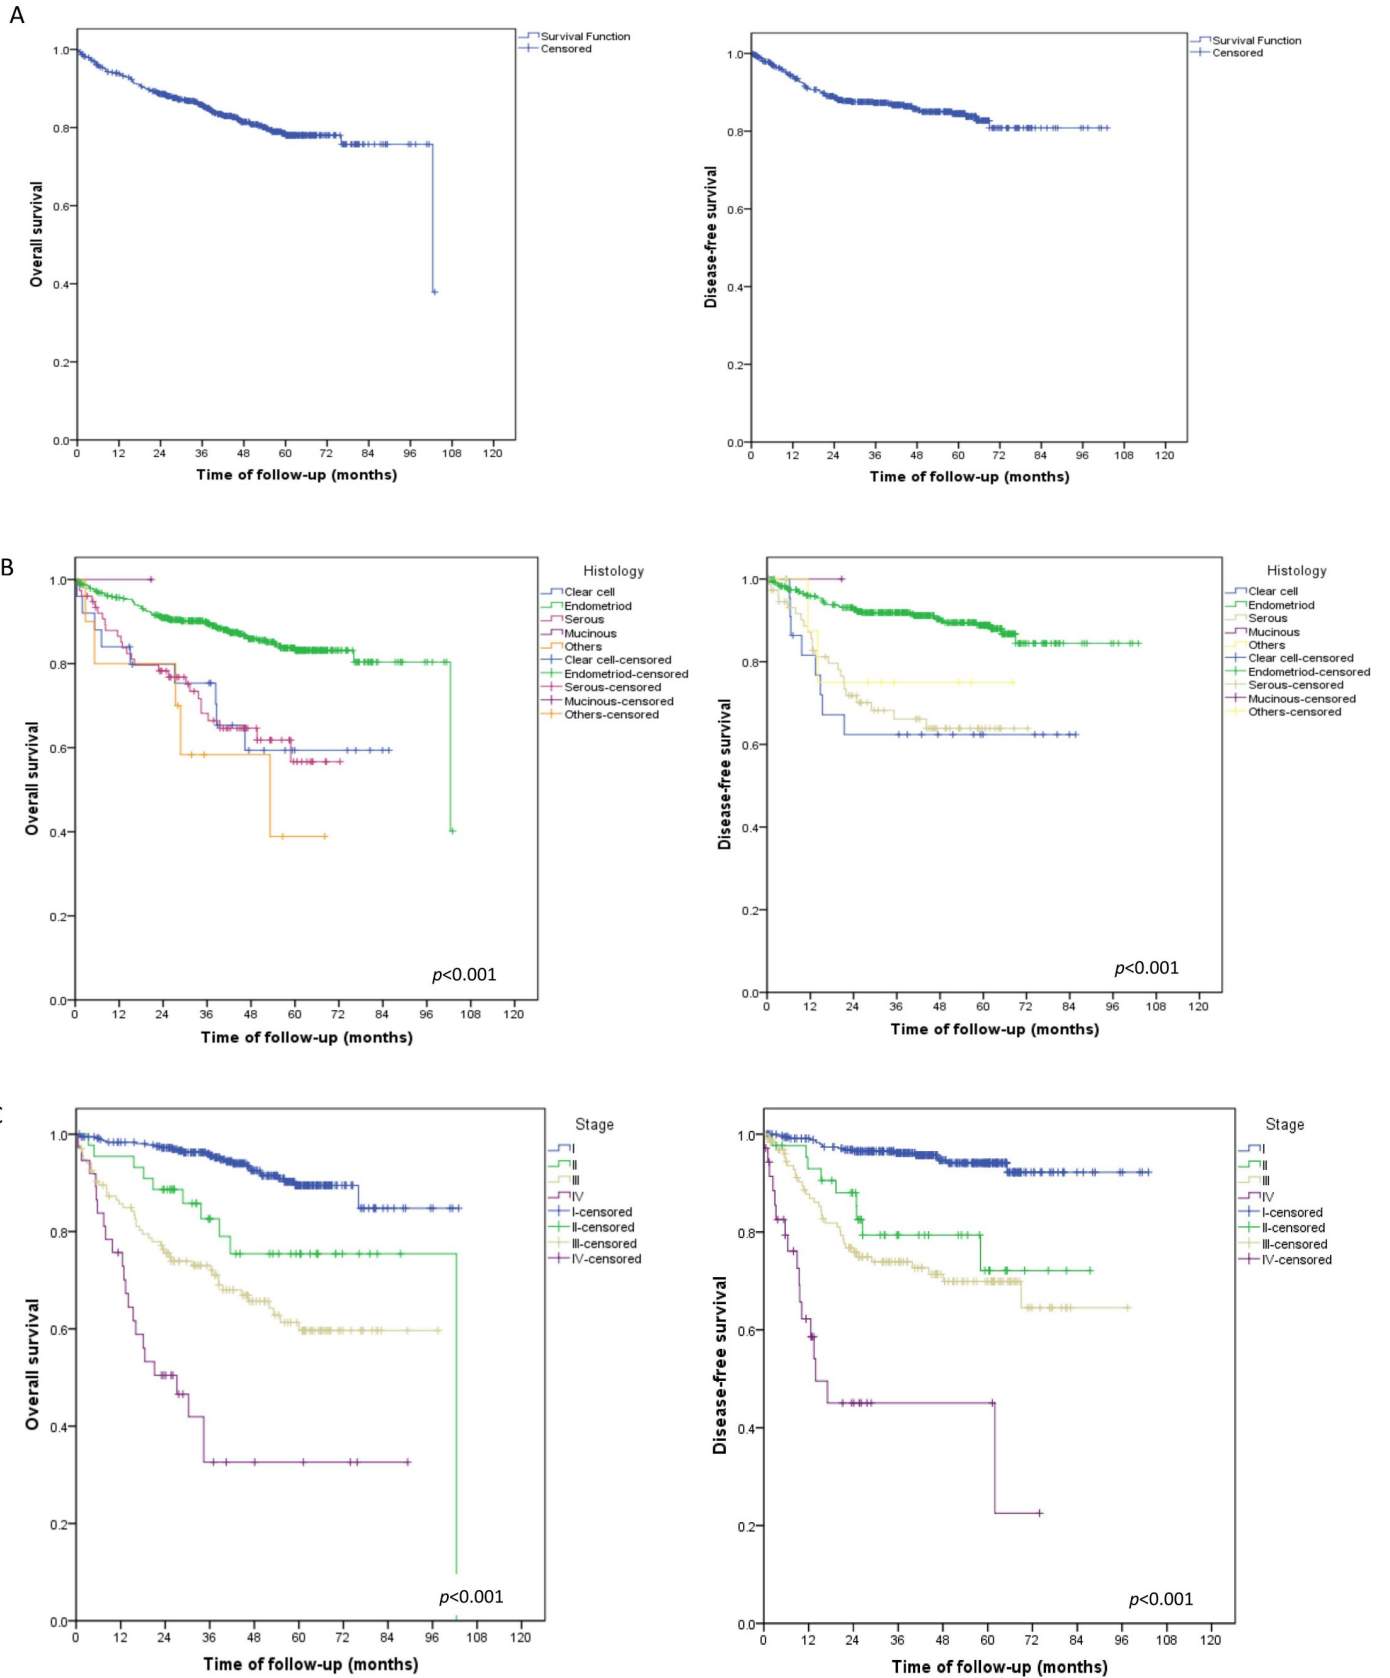 A
Survival Function
Censored
1.0
0.8
0.6
0.4
0.2
0.0
Overall survival
0 12 24 36 48 60 72 84 96 108 120
Time of follow-up (months)
Survival Function
Censored
1.0
0.8
0.6
0.4
0.2
0.0
Disease-free survival
0 12 24 36 48 60 72 84 96 108 120
Time of follow-up (months)
B
Histology
Clear cell
Endometriod
Serous
Mucinous
Others
Clear cell-censored
Endometriod-censored
Serous-censored
Mucinous-censored
Others-censored
1.0
0.8
0.6
0.4
0.2
0.0
Overall survival
p<0.001
0 12 24 36 48 60 72 84 96 108 120
Time of follow-up (months)
Histology
Clear cell
Endometriod
Serous
Mucinous
Others
Clear cell-censored
Endometriod-censored
Serous-censored
Mucinous-censored
Others-censored
1.0
0.8
0.6
0.4
0.2
0.0
Disease-free survival
p<0.001
0 12 24 36 48 60 72 84 96 108 120
Time of follow-up (months)
Stage
I
II
III
IV
I-censored
II-censored
III-censored
IV-censored
1.0
0.8
0.6
0.4
0.2
0.0
Overall survival
p<0.001
0 12 24 36 48 60 72 84 96 108 120
Time of follow-up (months)
Stage
I
II
III
IV
I-censored
II-censored
III-censored
IV-censored
1.0
0.8
0.6
0.4
0.2
0.0
Disease-free survival
p<0.001
0 12 24 36 48 60 72 84 96 108 120
Time of follow-up (months)